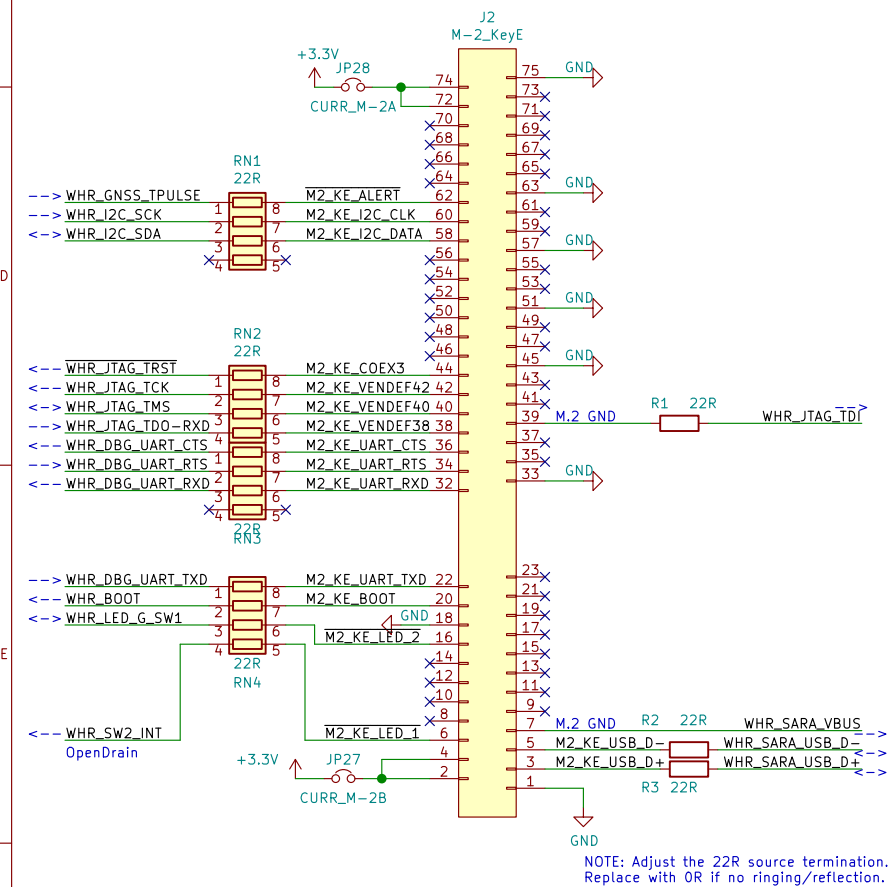 J2
M-2_KeyE
+3.3V
JP28
CURR_M-2A
74
72
70
68
66
64
62
60
58
56
54
52
50
48
46
44
42
40
38
36
34
32
22
20
18
16
14
12
10
8
6
4
2
75
73
71
69
67
65
63
61
59
57
55
53
51
49
47
45
43
41
39
37
35
33
23
21
19
17
15
13
11
9
7
5
3
1
GND
GND
GND
GND
GND
GND
RN1
22R
--> WHR_GNSS_TPULSE 1 8 M2_KE_ALERT
--> WHR_I2C_SCK 2 7 M2_KE_I2C_CLK
<-> WHR_I2C_SDA 3 6 M2_KE_I2C_DATA
4 5
D
RN2
22R
<-- WHR_JTAG_TRST 1 8 M2_KE_COEX3
<-- WHR_JTAG_TCK 2 7 M2_KE_VENDEF42
<-> WHR_JTAG_TMS 3 6 M2_KE_VENDEF40
--> WHR_JTAG_TDO-RXD 4 5 M2_KE_VENDEF38
<-- WHR_DBG_UART_CTS 1 8 M2_KE_UART_CTS
--> WHR_DBG_UART_RTS 2 7 M2_KE_UART_RTS
<-- WHR_DBG_UART_RXD 3 6 M2_KE_UART_RXD
4 5
22R
RN3
M.2 GND R1 22R WHR_JTAG_TDI -->
--> WHR_DBG_UART_TXD 1 8 M2_KE_UART_TXD
<-- WHR_BOOT 2 7 M2_KE_BOOT
<-> WHR_LED_G_SW1 3 6 GND
4 5 M2_KE_LED_2
E
22R
RN4
<-- WHR_SW2_INT M2_KE_LED_1
OpenDrain
+3.3V JP27
CURR_M-2B
M.2 GND R2 22R WHR_SARA_VBUS -->
M2_KE_USB_D- WHR_SARA_USB_D- <->
M2_KE_USB_D+ WHR_SARA_USB_D+ <->
R3 22R
GND
NOTE: Adjust the 22R source termination.
Replace with 0R if no ringing/reflection.